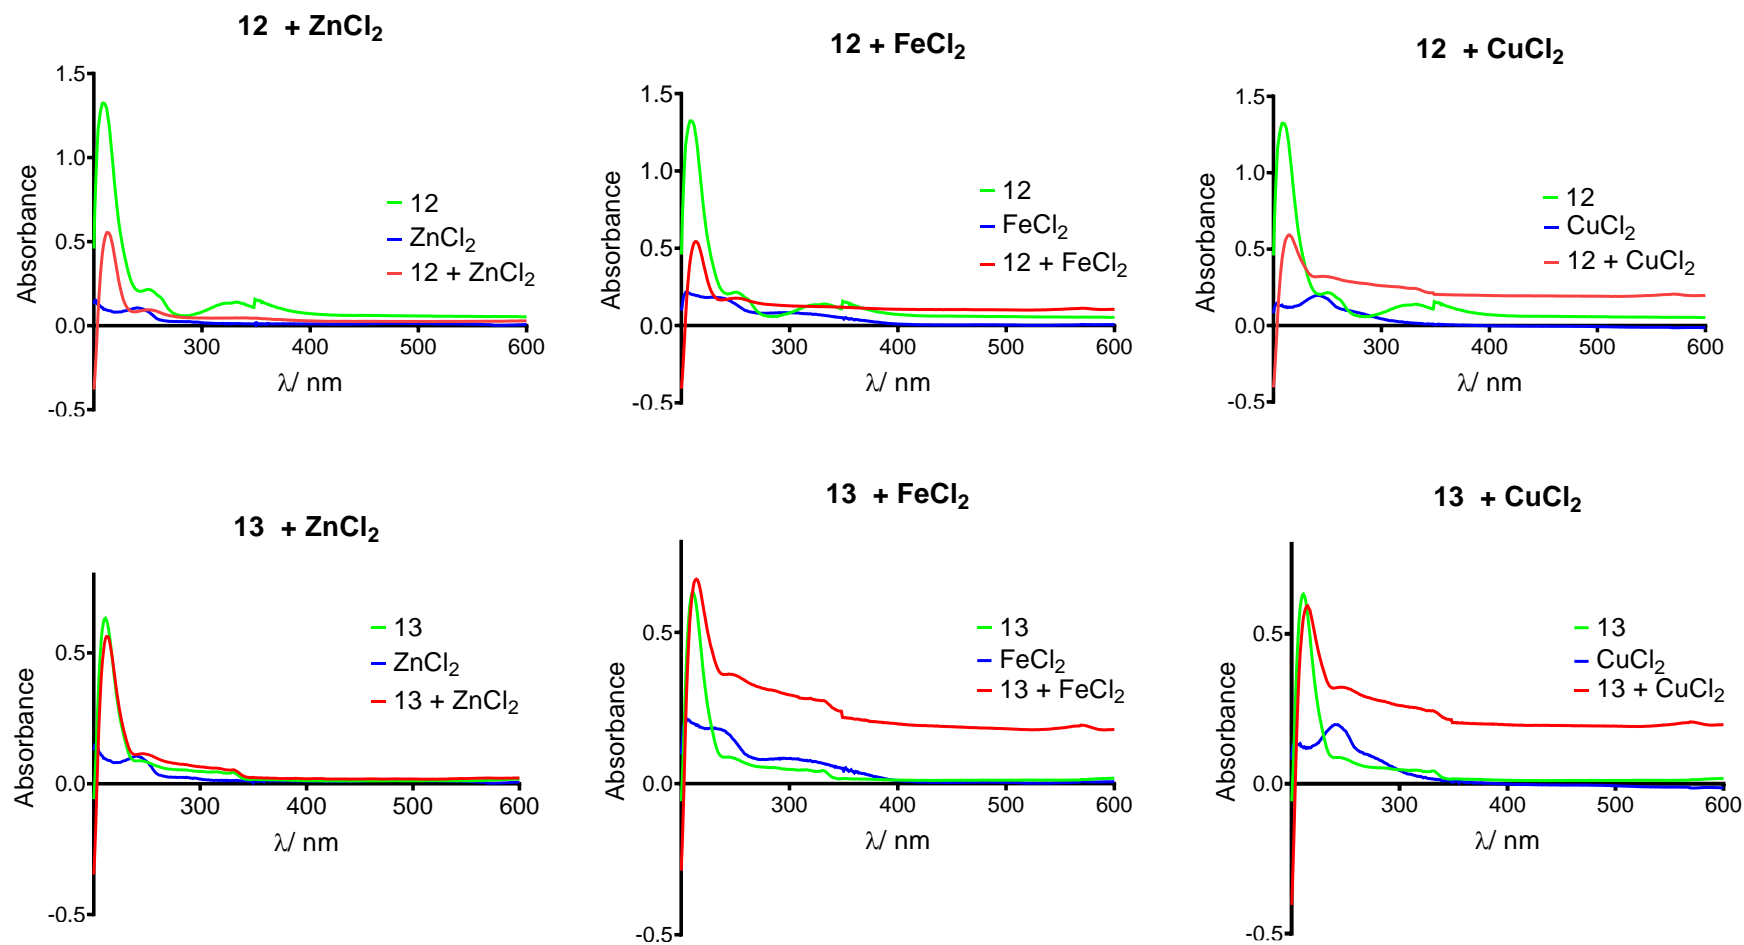 12 + ZnCl₂
1.5
1.0
0.5
0.0
-0.5
Absorbance
300 400 500 600
λ/ nm
12
ZnCl₂
12 + ZnCl₂
12 + FeCl₂
1.5
1.0
0.5
0.0
-0.5
Absorbance
300 400 500 600
λ/ nm
12
FeCl₂
12 + FeCl₂
12 + CuCl₂
1.5
1.0
0.5
0.0
-0.5
Absorbance
300 400 500 600
λ/ nm
12
CuCl₂
12 + CuCl₂
13 + ZnCl₂
0.5
0.0
-0.5
Absorbance
300 400 500 600
λ/ nm
13
ZnCl₂
13 + ZnCl₂
13 + FeCl₂
0.5
0.0
-0.5
Absorbance
300 400 500 600
λ/ nm
13
FeCl₂
13 + FeCl₂
13 + CuCl₂
0.5
0.0
-0.5
Absorbance
300 400 500 600
λ/ nm
13
CuCl₂
13 + CuCl₂